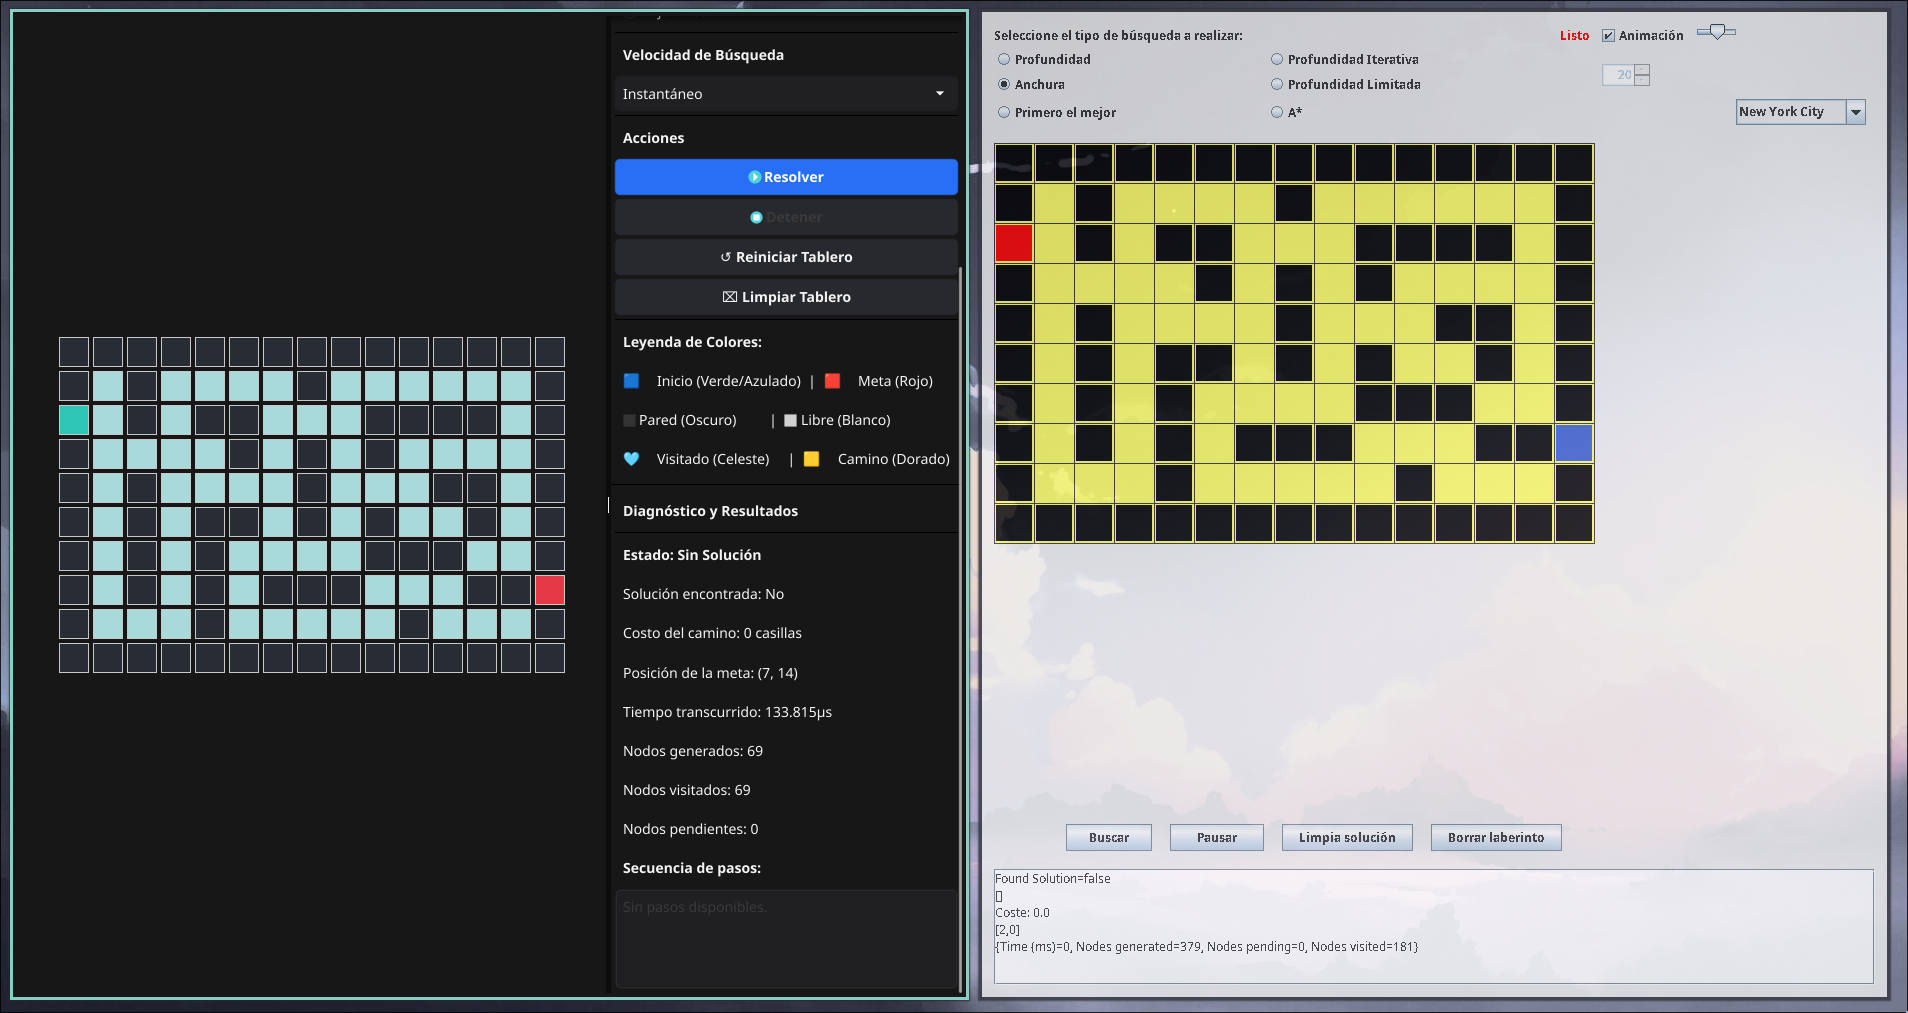 Velocidad de Búsqueda
Instantáneo
Acciones
Resolver
Detener
↺ Reiniciar Tablero
⌧ Limpiar Tablero
Leyenda de Colores:
Inicio (Verde/Azulado) | Meta (Rojo)
Pared (Oscuro) | Libre (Blanco)
Visitado (Celeste) | Camino (Dorado)
Diagnóstico y Resultados
Estado: Sin Solución
Solución encontrada: No
Costo del camino: 0 casillas
Posición de la meta: (7, 14)
Tiempo transcurrido: 133.815µs
Nodos generados: 69
Nodos visitados: 69
Nodos pendientes: 0
Secuencia de pasos:
Sin pasos disponibles.
Seleccione el tipo de búsqueda a realizar:
Listo
Animación
Profundidad
Profundidad Iterativa
20
Anchura
Profundidad Limitada
Primero el mejor
A*
New York City
Buscar
Pausar
Limpia solución
Borrar laberinto
Found Solution=false
[]
Coste: 0.0
[2,0]
{Time (ms)=0, Nodes generated=379, Nodes pending=0, Nodes visited=181}